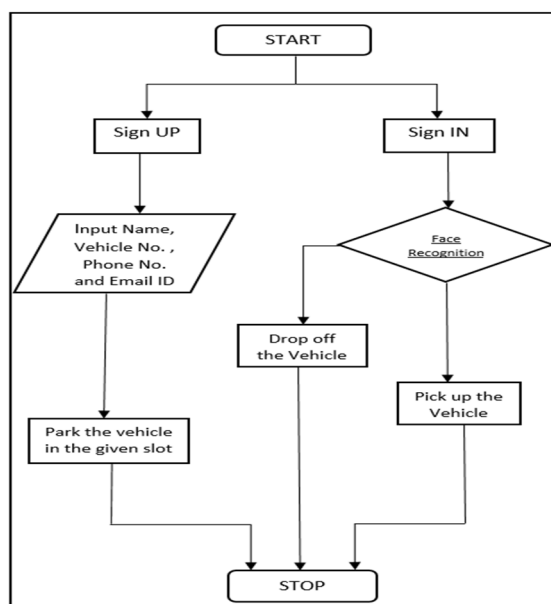 START
Sign UP
Sign IN
Input Name,
Vehicle No. ,
Phone No.
and Email ID
Face
Recognition
Drop off
the Vehicle
Pick up the
Vehicle
Park the vehicle
in the given slot
STOP